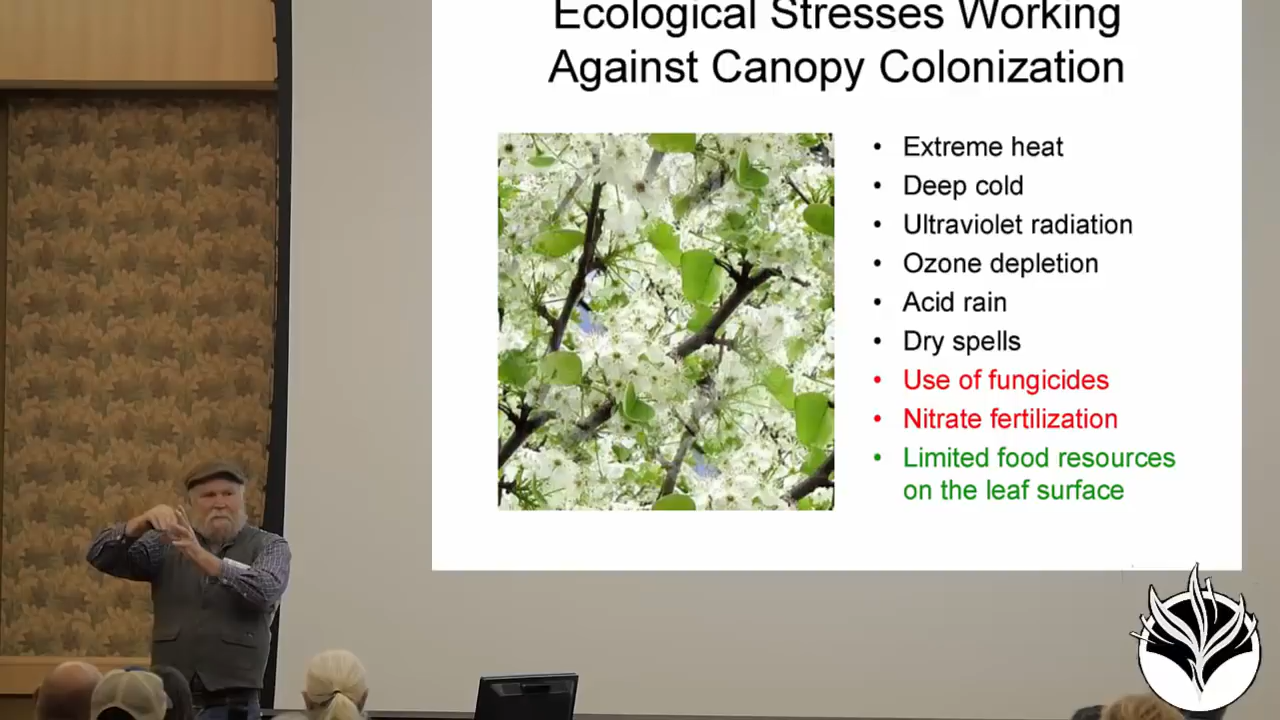 Ecological Stresses Working
Against Canopy Colonization
• Extreme heat
• Deep cold
• Ultraviolet radiation
• Ozone depletion
• Acid rain
• Dry spells
• Use of fungicides
• Nitrate fertilization
• Limited food resources
on the leaf surface